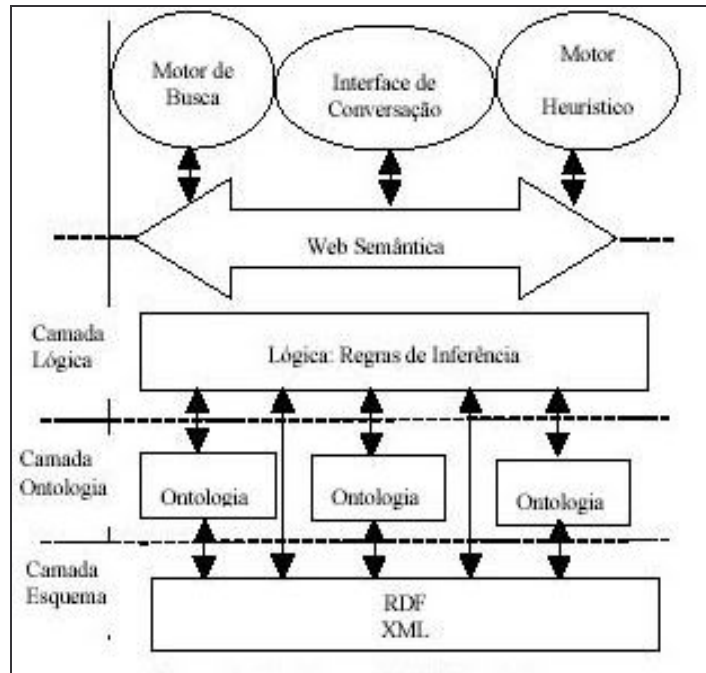 Motor de
Busca
Interface de
Conversação
Motor
Heurístico
Web Semântica
Camada
Lógica
Lógica: Regras de Inferência
Camada
Ontologia
Ontologia
Ontologia
Ontologia
Camada
Esquema
RDF
XML